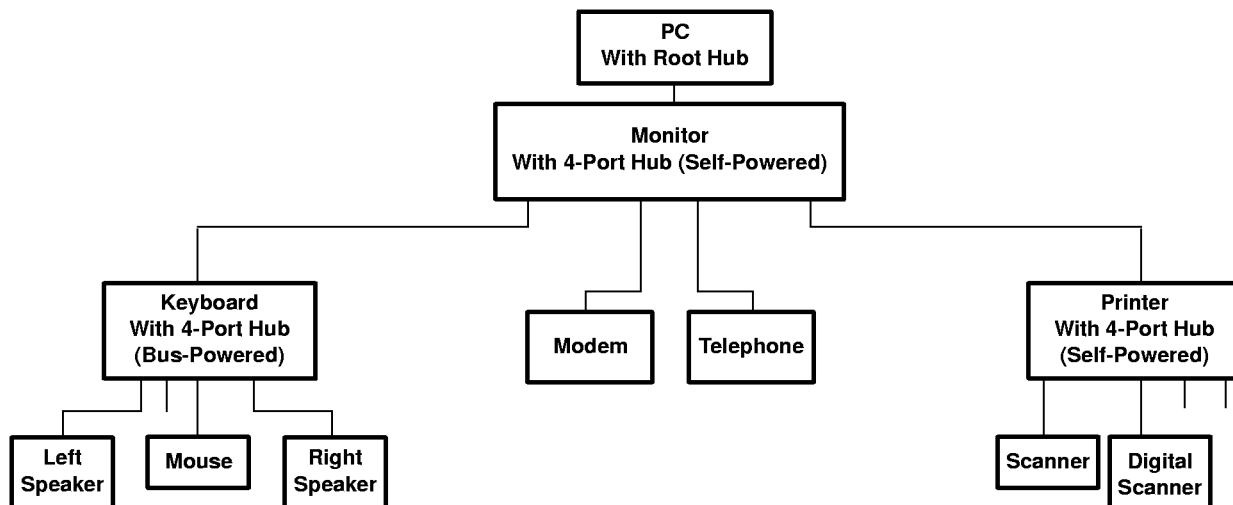 PC
With Root Hub
Monitor
With 4-Port Hub (Self-Powered)
Keyboard
With 4-Port Hub
(Bus-Powered)
Modem
Telephone
Printer
With 4-Port Hub
(Self-Powered)
Left
Speaker
Mouse
Right
Speaker
Scanner
Digital
Scanner